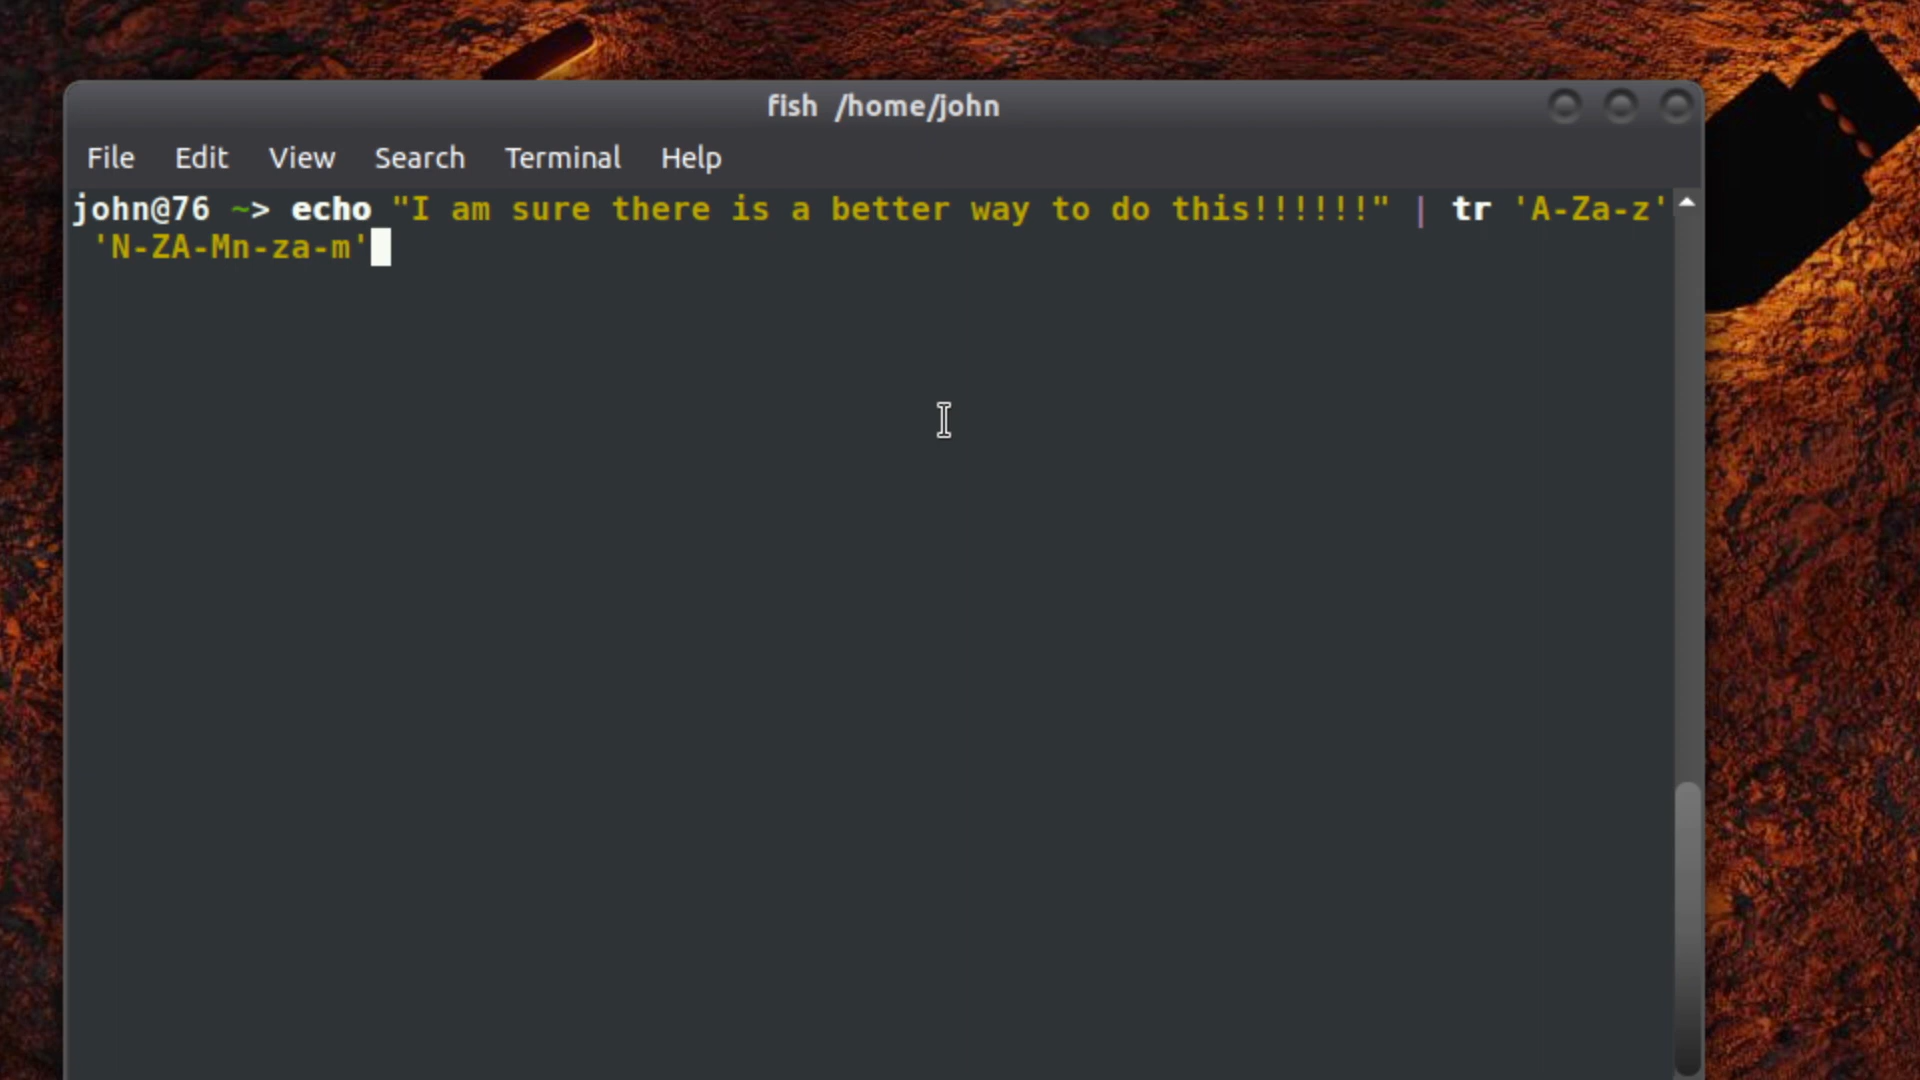 fish /home/john
File Edit View Search Terminal Help
john@76 ~> echo "I am sure there is a better way to do this!!!!!!" | tr 'A-Za-z'
'N-ZA-Mn-za-m'